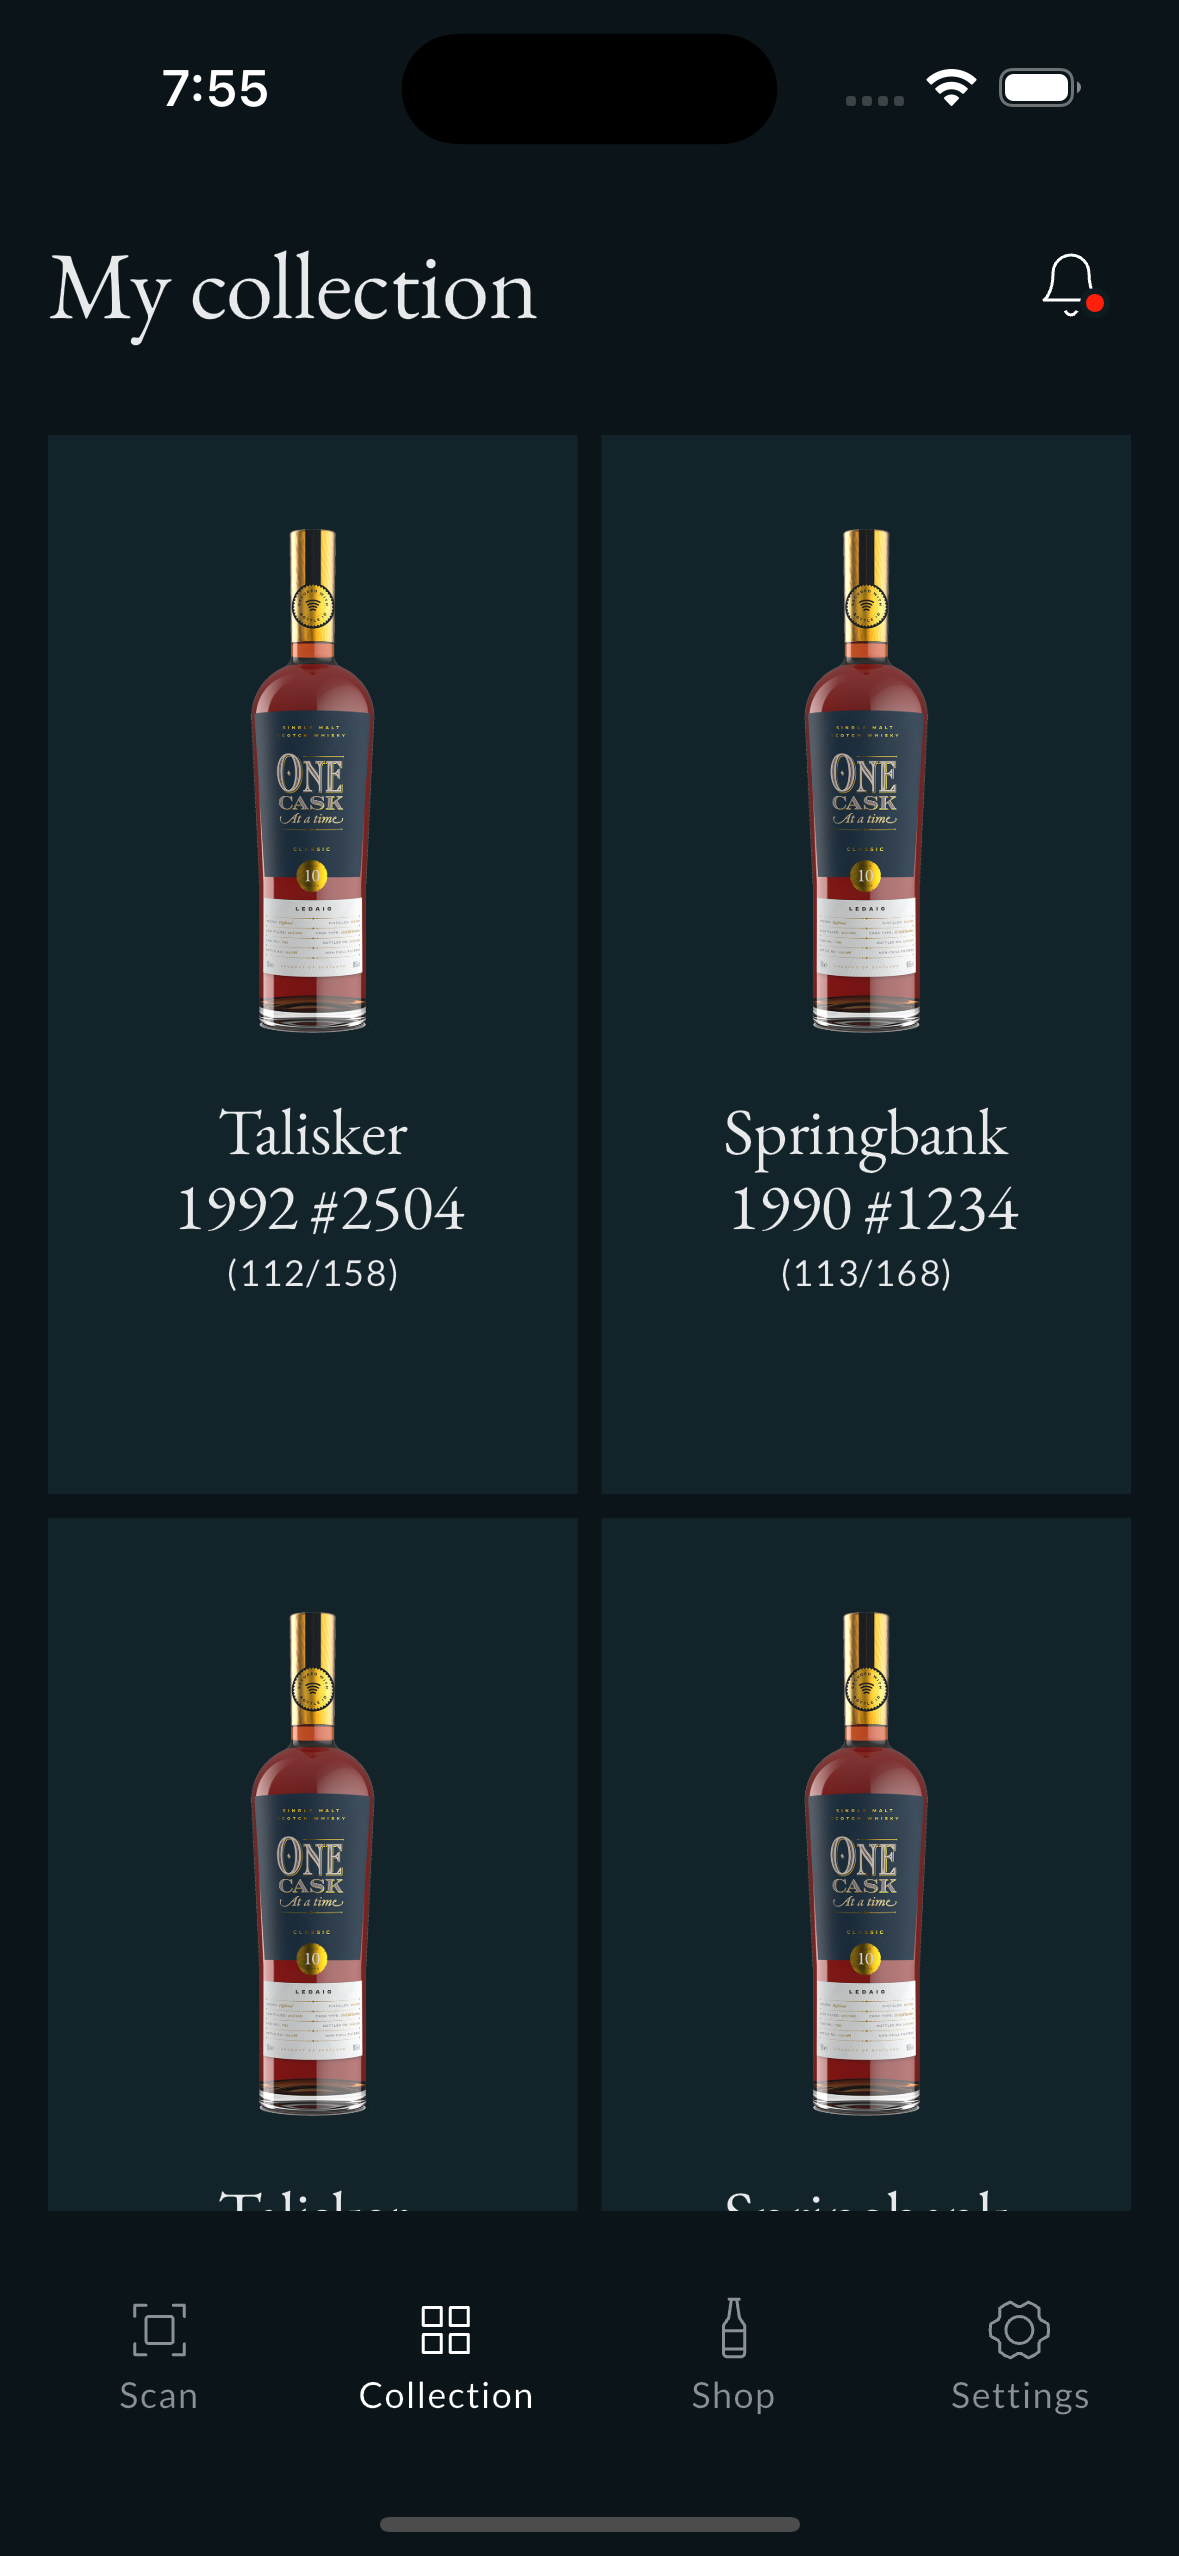 7:55
My collection
SINGLE MALT
SCOTCH WHISKY
ONE
CASK
At a time
CLASSIC
10
LEDAIG
SINGLE MALT
SCOTCH WHISKY
ONE
CASK
At a time
CLASSIC
10
LEDAIG
Talisker
1992 #2504
(112/158)
Springbank
1990 #1234
(113/168)
SINGLE MALT
SCOTCH WHISKY
ONE
CASK
At a time
CLASSIC
10
LEDAIG
SINGLE MALT
SCOTCH WHISKY
ONE
CASK
At a time
CLASSIC
10
LEDAIG
Talisker
Springbank
Scan
Collection
Shop
Settings